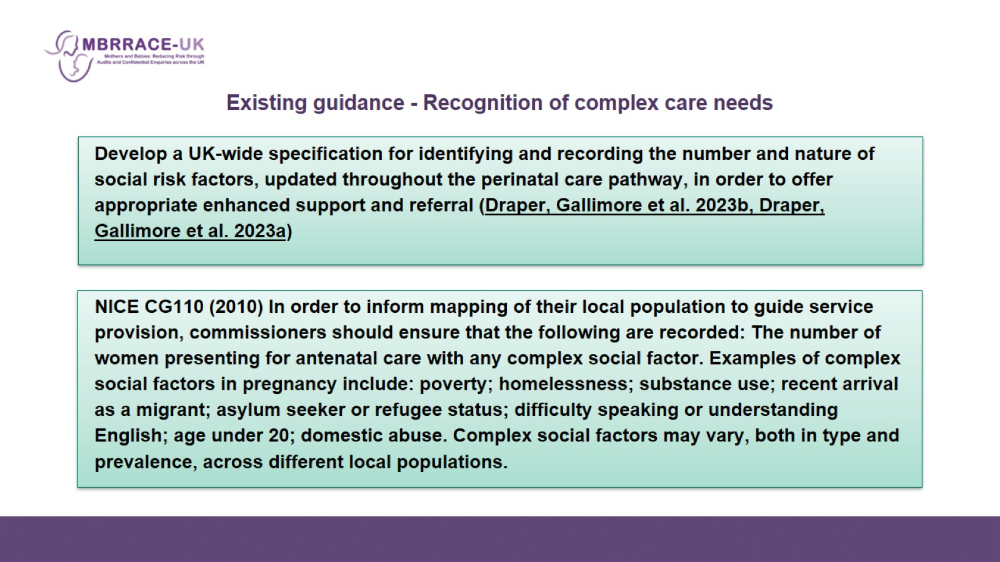 MBRRACE-UK
Mothers and Babies: Reducing Risk through
Audits and Confidential Enquiries across the UK
Existing guidance - Recognition of complex care needs
Develop a UK-wide specification for identifying and recording the number and nature of
social risk factors, updated throughout the perinatal care pathway, in order to offer
appropriate enhanced support and referral (Draper, Gallimore et al. 2023b, Draper,
Gallimore et al. 2023a)
NICE CG110 (2010) In order to inform mapping of their local population to guide service
provision, commissioners should ensure that the following are recorded: The number of
women presenting for antenatal care with any complex social factor. Examples of complex
social factors in pregnancy include: poverty; homelessness; substance use; recent arrival
as a migrant; asylum seeker or refugee status; difficulty speaking or understanding
English; age under 20; domestic abuse. Complex social factors may vary, both in type and
prevalence, across different local populations.